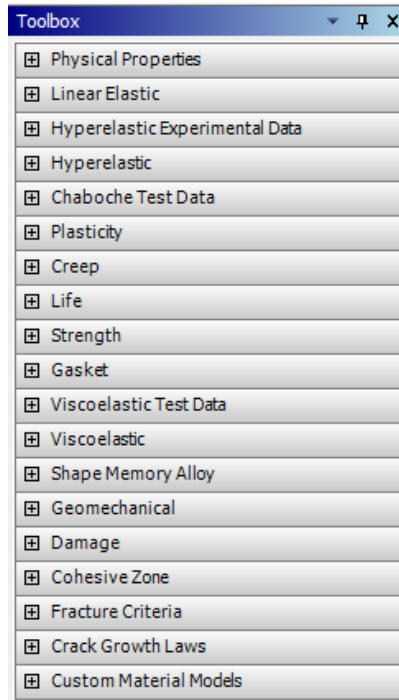 Toolbox
Physical Properties
Linear Elastic
Hyperelastic Experimental Data
Hyperelastic
Chaboche Test Data
Plasticity
Creep
Life
Strength
Gasket
Viscoelastic Test Data
Viscoelastic
Shape Memory Alloy
Geomechanical
Damage
Cohesive Zone
Fracture Criteria
Crack Growth Laws
Custom Material Models